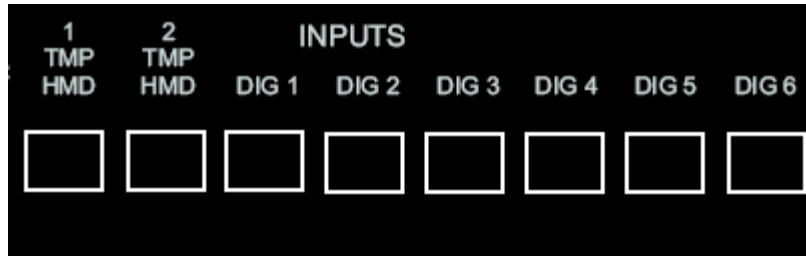 1 2 INPUTS
TMP TMP
HMD HMD DIG 1 DIG 2 DIG 3 DIG 4 DIG 5 DIG 6